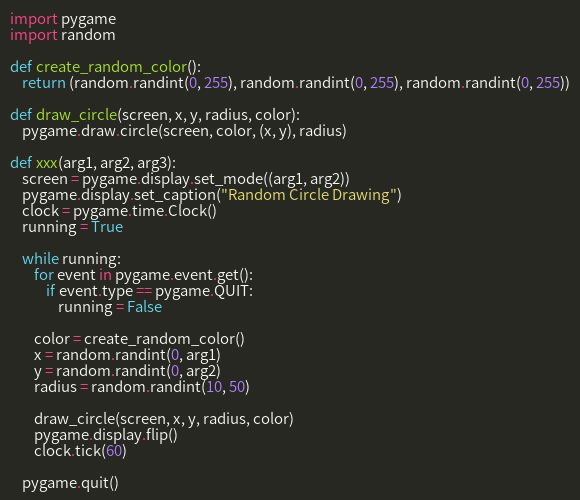 import pygame
import random

def create_random_color():
    return (random.randint(0, 255), random.randint(0, 255), random.randint(0, 255))

def draw_circle(screen, x, y, radius, color):
    pygame.draw.circle(screen, color, (x, y), radius)

def xxx(arg1, arg2, arg3):
    screen = pygame.display.set_mode((arg1, arg2))
    pygame.display.set_caption("Random Circle Drawing")
    clock = pygame.time.Clock()
    running = True

    while running:
        for event in pygame.event.get():
            if event.type == pygame.QUIT:
                running = False

        color = create_random_color()
        x = random.randint(0, arg1)
        y = random.randint(0, arg2)
        radius = random.randint(10, 50)

        draw_circle(screen, x, y, radius, color)
        pygame.display.flip()
        clock.tick(60)

    pygame.quit()